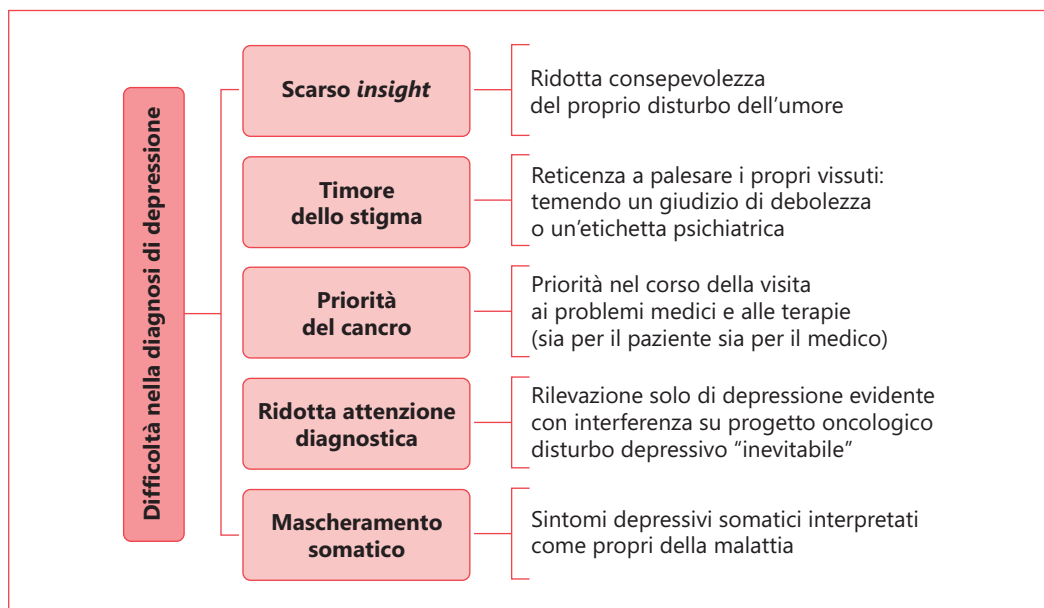 Difficoltà nella diagnosi di depressione
Scarso insight
Ridotta consepevolezza
del proprio disturbo dell'umore
Timore
dello stigma
Reticenza a palesare i propri vissuti:
temendo un giudizio di debolezza
o un'etichetta psichiatrica
Priorità
del cancro
Priorità nel corso della visita
ai problemi medici e alle terapie
(sia per il paziente sia per il medico)
Ridotta attenzione
diagnostica
Rilevazione solo di depressione evidente
con interferenza su progetto oncologico
disturbo depressivo “inevitabile”
Mascheramento
somatico
Sintomi depressivi somatici interpretati
come propri della malattia